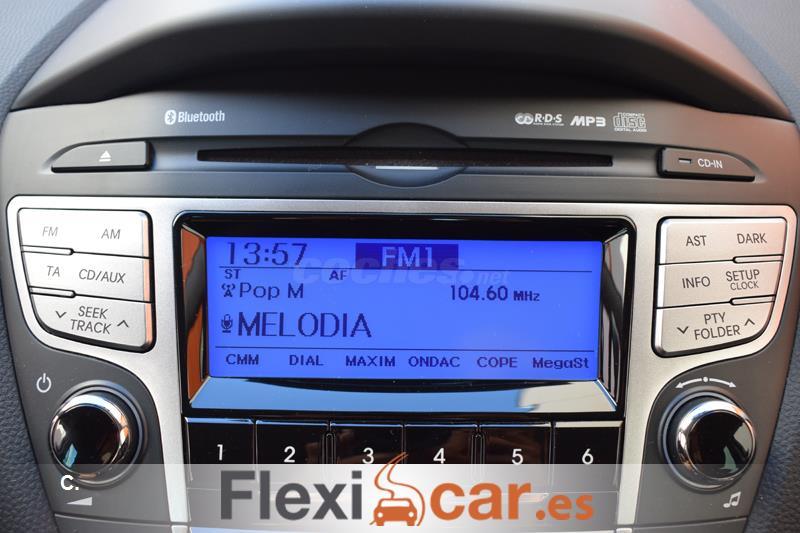 Bluetooth
R·D·S
MP3
COMPACT
disc
DIGITAL AUDIO
CD-IN
FM AM
TA CD/AUX
SEEK
TRACK
13:57 FM1
ST AF
coches.net
Pop M 104.60 MHz
MELODIA
CMM DIAL MAXIM ONDAC COPE MegaSt
AST DARK
INFO SETUP
CLOCK
PTY
FOLDER
1 2 3 4 5 6
C.
Flexicar.es